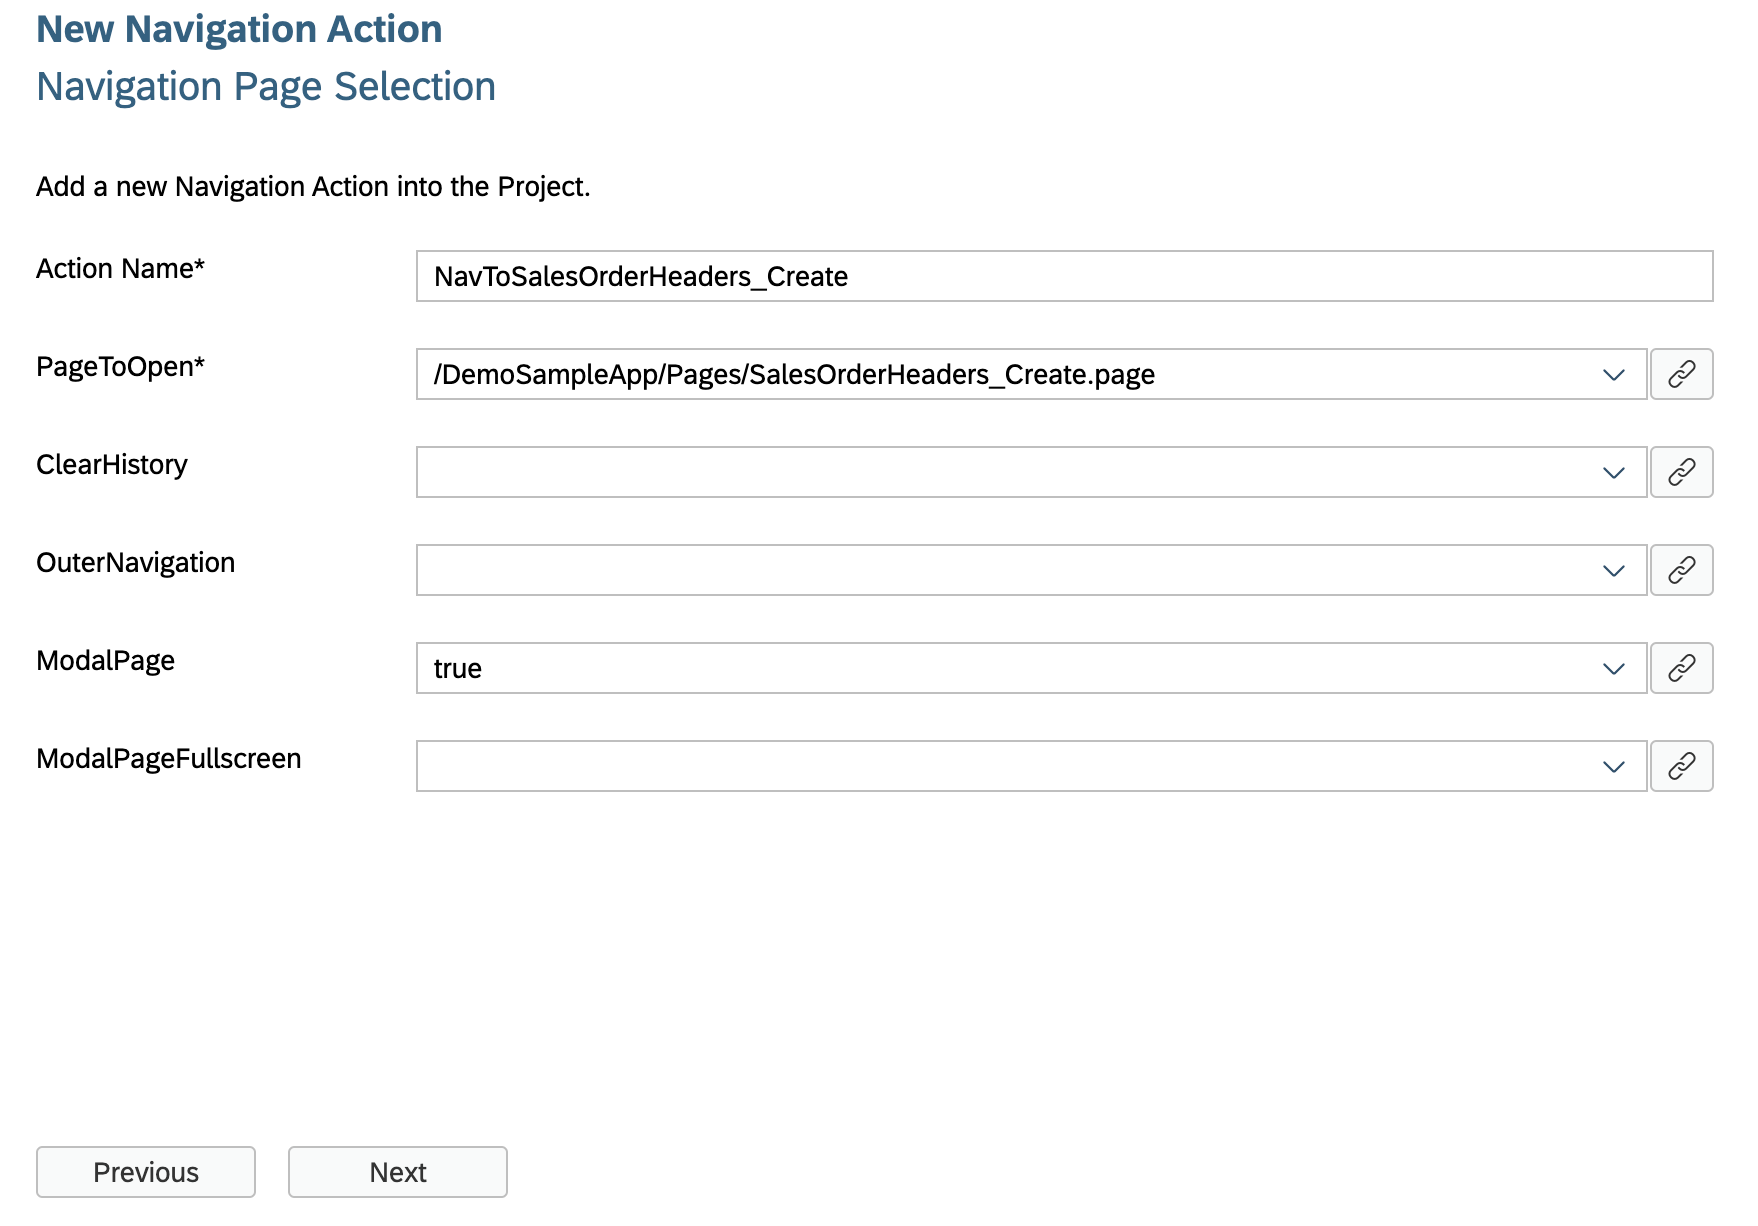 New Navigation Action
Navigation Page Selection
Add a new Navigation Action into the Project.
Action Name*
NavToSalesOrderHeaders_Create
PageToOpen*
/DemoSampleApp/Pages/SalesOrderHeaders_Create.page
ClearHistory
OuterNavigation
ModalPage
true
ModalPageFullscreen
Previous
Next